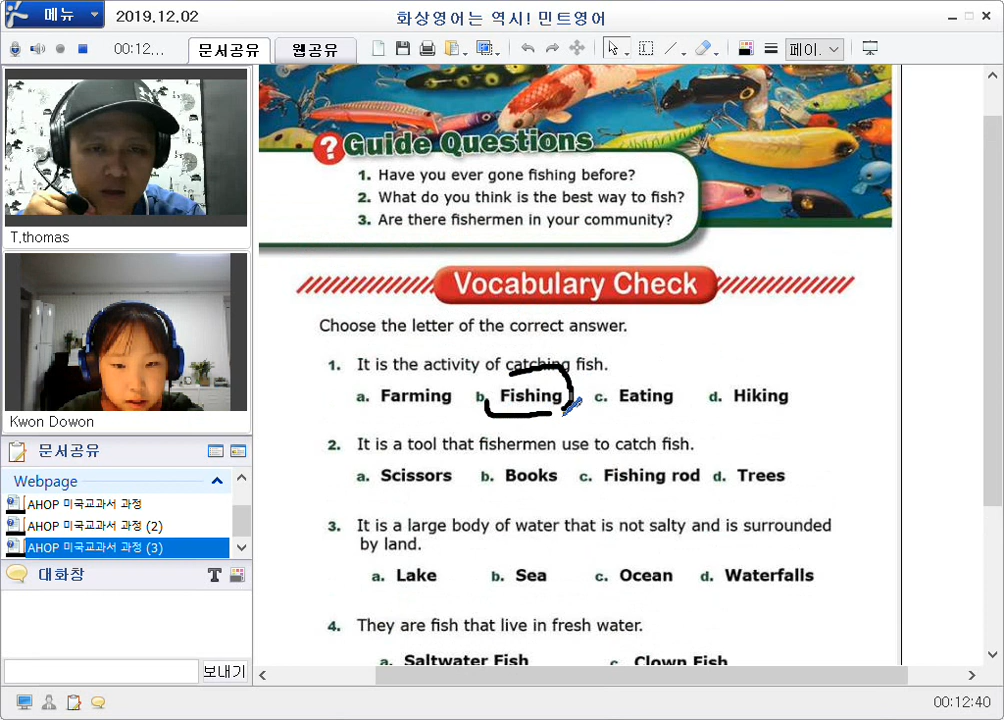 메뉴
2019.12.02
화상영어는 역시! 민트영어
00:12...
문서공유
웹공유
페이.
T.thomas
Kwon Dowon
문서공유
Webpage
AHOP 미국교과서 과정
AHOP 미국교과서 과정 (2)
AHOP 미국교과서 과정 (3)
대화창
T
보내기
? Guide Questions
1. Have you ever gone fishing before?
2. What do you think is the best way to fish?
3. Are there fishermen in your community?
Vocabulary Check
Choose the letter of the correct answer.
1. It is the activity of catching fish.
a. Farming b. Fishing c. Eating d. Hiking
2. It is a tool that fishermen use to catch fish.
a. Scissors b. Books c. Fishing rod d. Trees
3. It is a large body of water that is not salty and is surrounded
by land.
a. Lake b. Sea c. Ocean d. Waterfalls
4. They are fish that live in fresh water.
a. Saltwater Fish c. Clown Fish
00:12:40